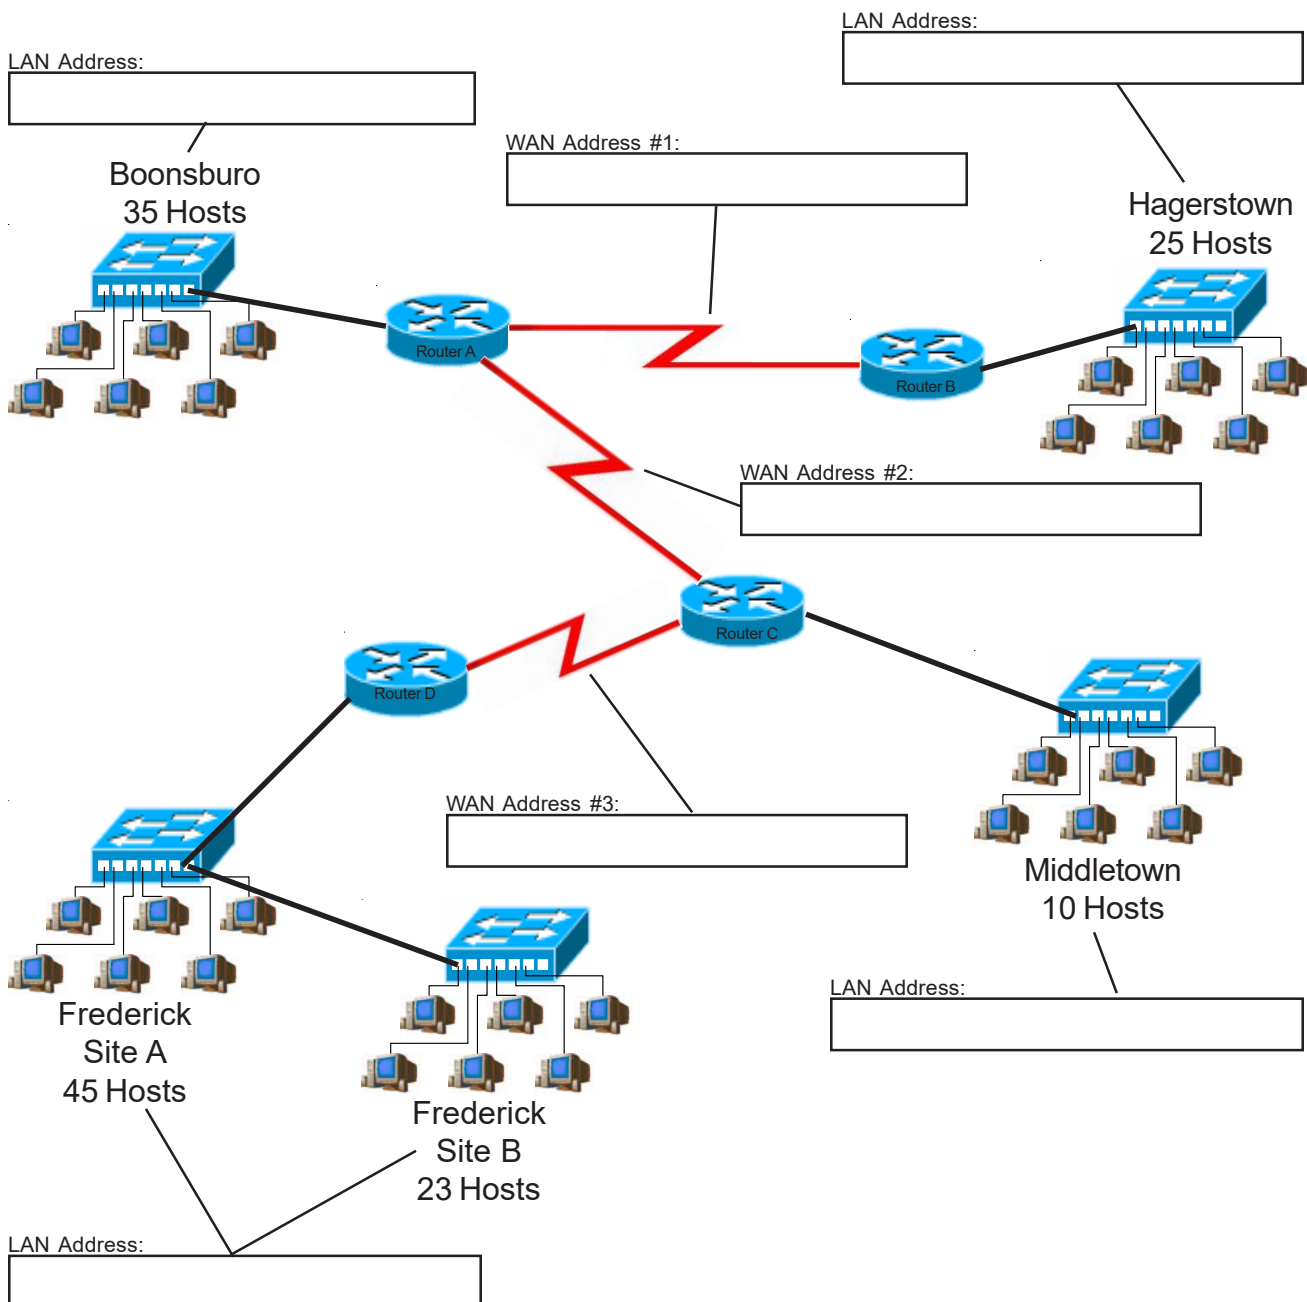 LAN Address:
LAN Address:
WAN Address #1:
Boonsburo
35 Hosts
Hagerstown
25 Hosts
Router A
Router B
WAN Address #2:
Router C
Router D
WAN Address #3:
Middletown
10 Hosts
LAN Address:
Frederick
Site A
45 Hosts
Frederick
Site B
23 Hosts
LAN Address: